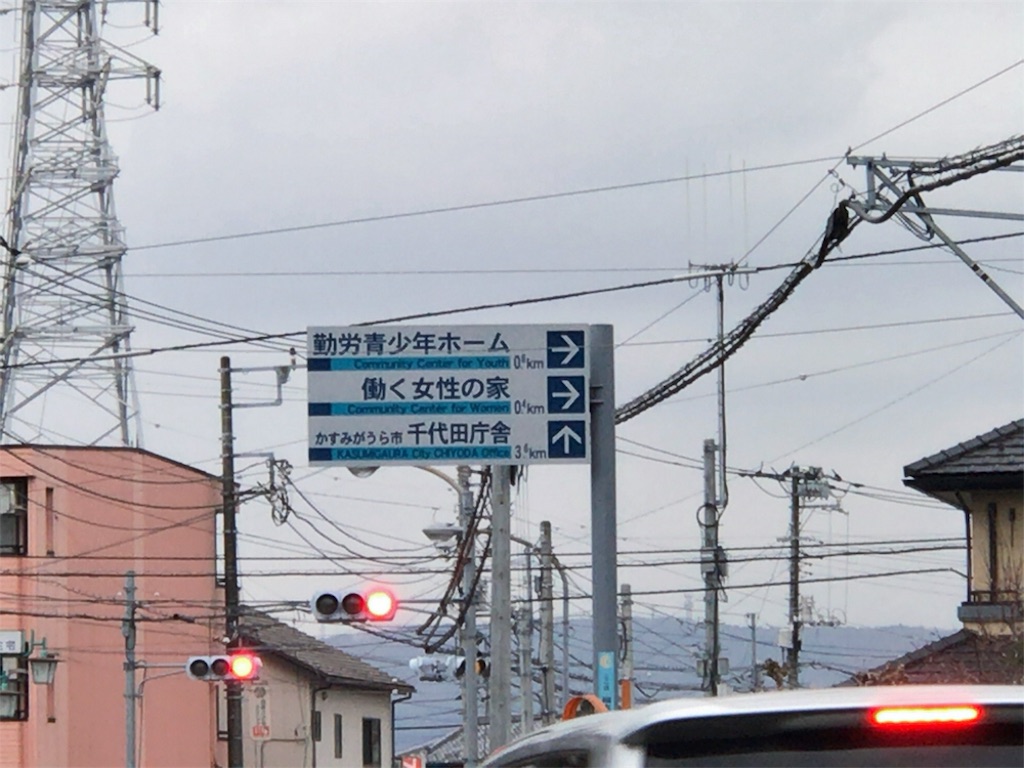 勤労青少年ホーム
Community Center for Youth 0.8km
働く女性の家
Community Center for Women 0.4km
かすみがうら市 千代田庁舎
KASUMIGAURA City CHIYODA Office 3.6km